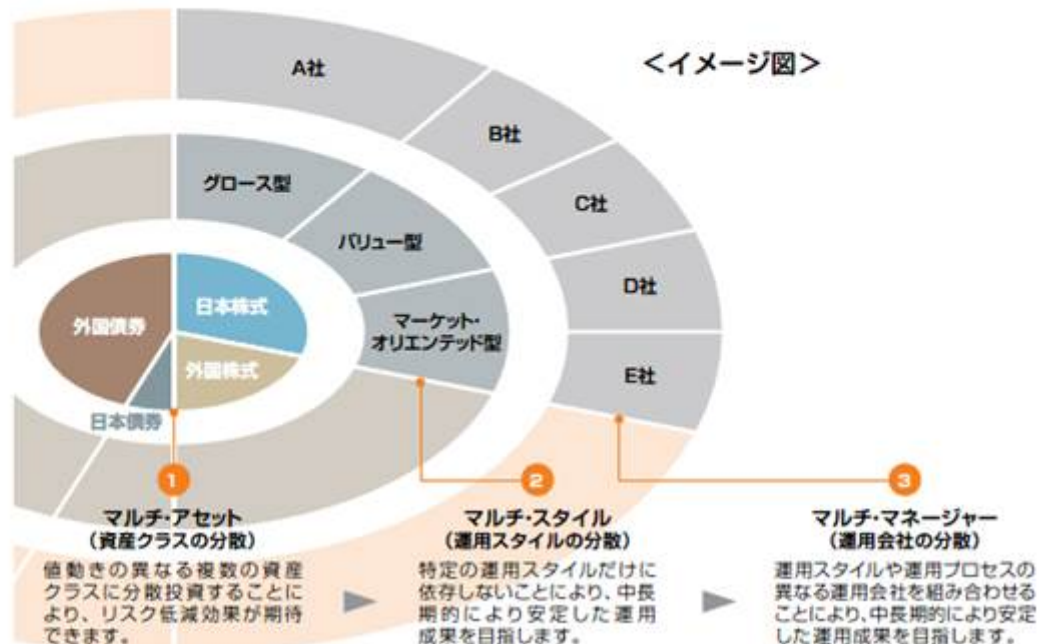 <イメージ図>
A社
B社
C社
D社
E社
グロース型
バリュー型
マーケット・
オリエンテッド型
外国債券
日本株式
外国株式
日本債券
1
マルチ・アセット
(資産クラスの分散)
値動きの異なる複数の資産
クラスに分散投資することに
より、リスク低減効果が期待
できます。
2
マルチ・スタイル
(運用スタイルの分散)
特定の運用スタイルだけに
依存しないことにより、中長
期的により安定した運用
成果を目指します。
3
マルチ・マネージャー
(運用会社の分散)
運用スタイルや運用プロセスの
異なる運用会社を組み合わせる
ことにより、中長期的により安定
した運用成果を目指します。